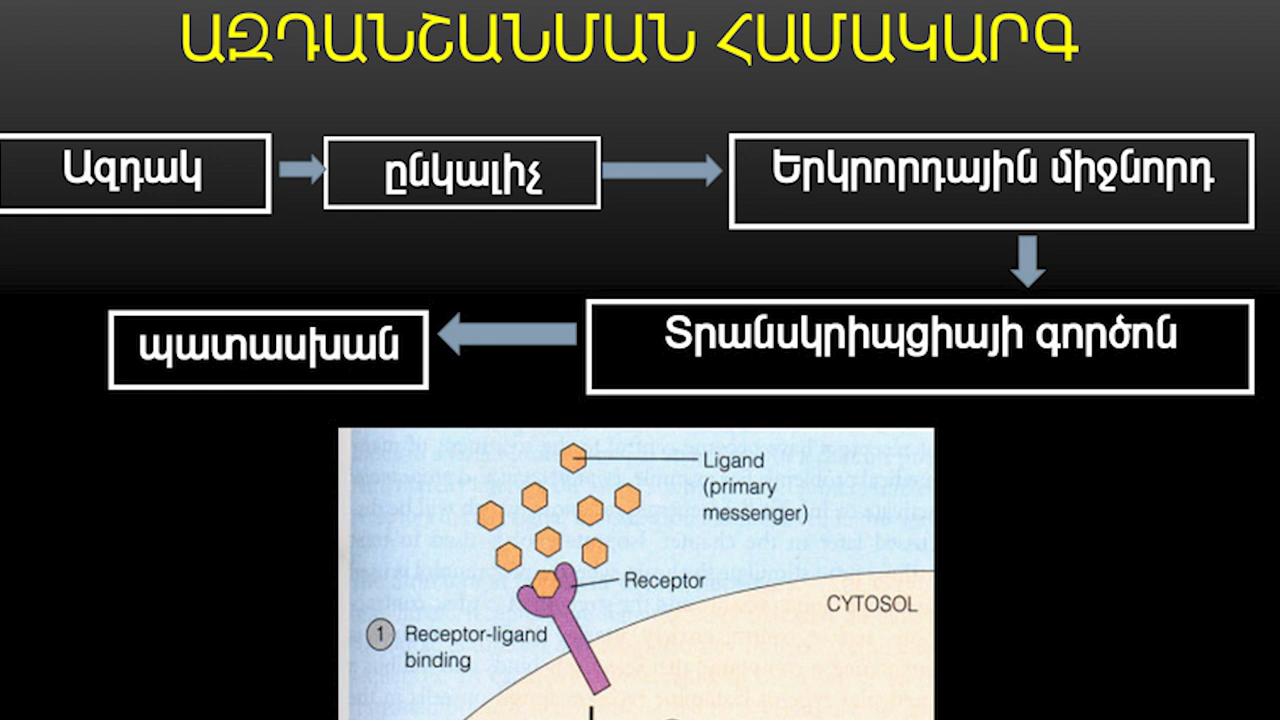 ԱԶԴԱՆՇԱՆՄԱՆ ՀԱՄԱԿԱՐԳ
Ազդակ
ընկալիչ
Երկրորդային միջնորդ
Տրանսկրիպցիայի գործոն
պատասխան
Ligand
(primary
messenger)
Receptor
CYTOSOL
1 Receptor-ligand
binding